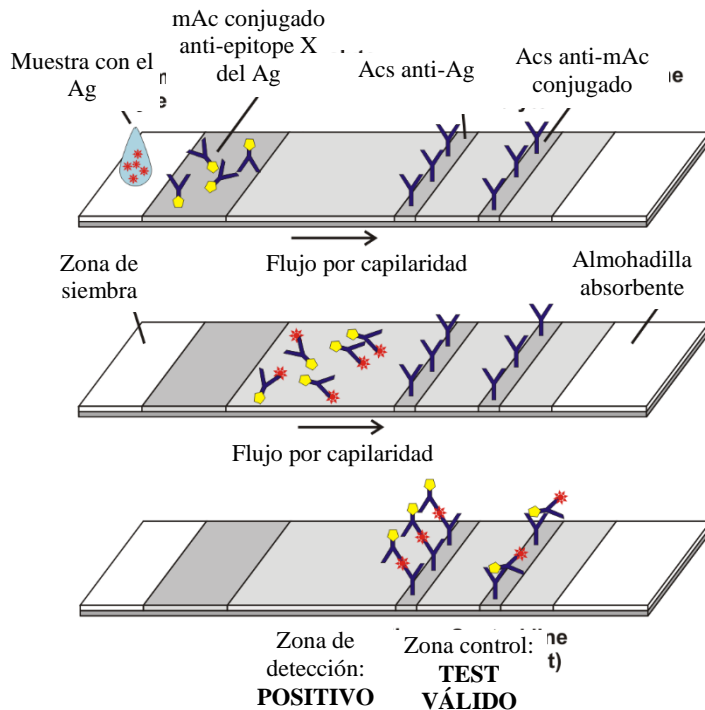 Muestra con el
Ag
mAc conjugado
anti-epitope X
del Ag
Acs anti-Ag
Acs anti-mAc
conjugado
Flujo por capilaridad
Zona de
siembra
Almohadilla
absorbente
Flujo por capilaridad
Zona de
detección:
POSITIVO
Zona control:
TEST
VÁLIDO